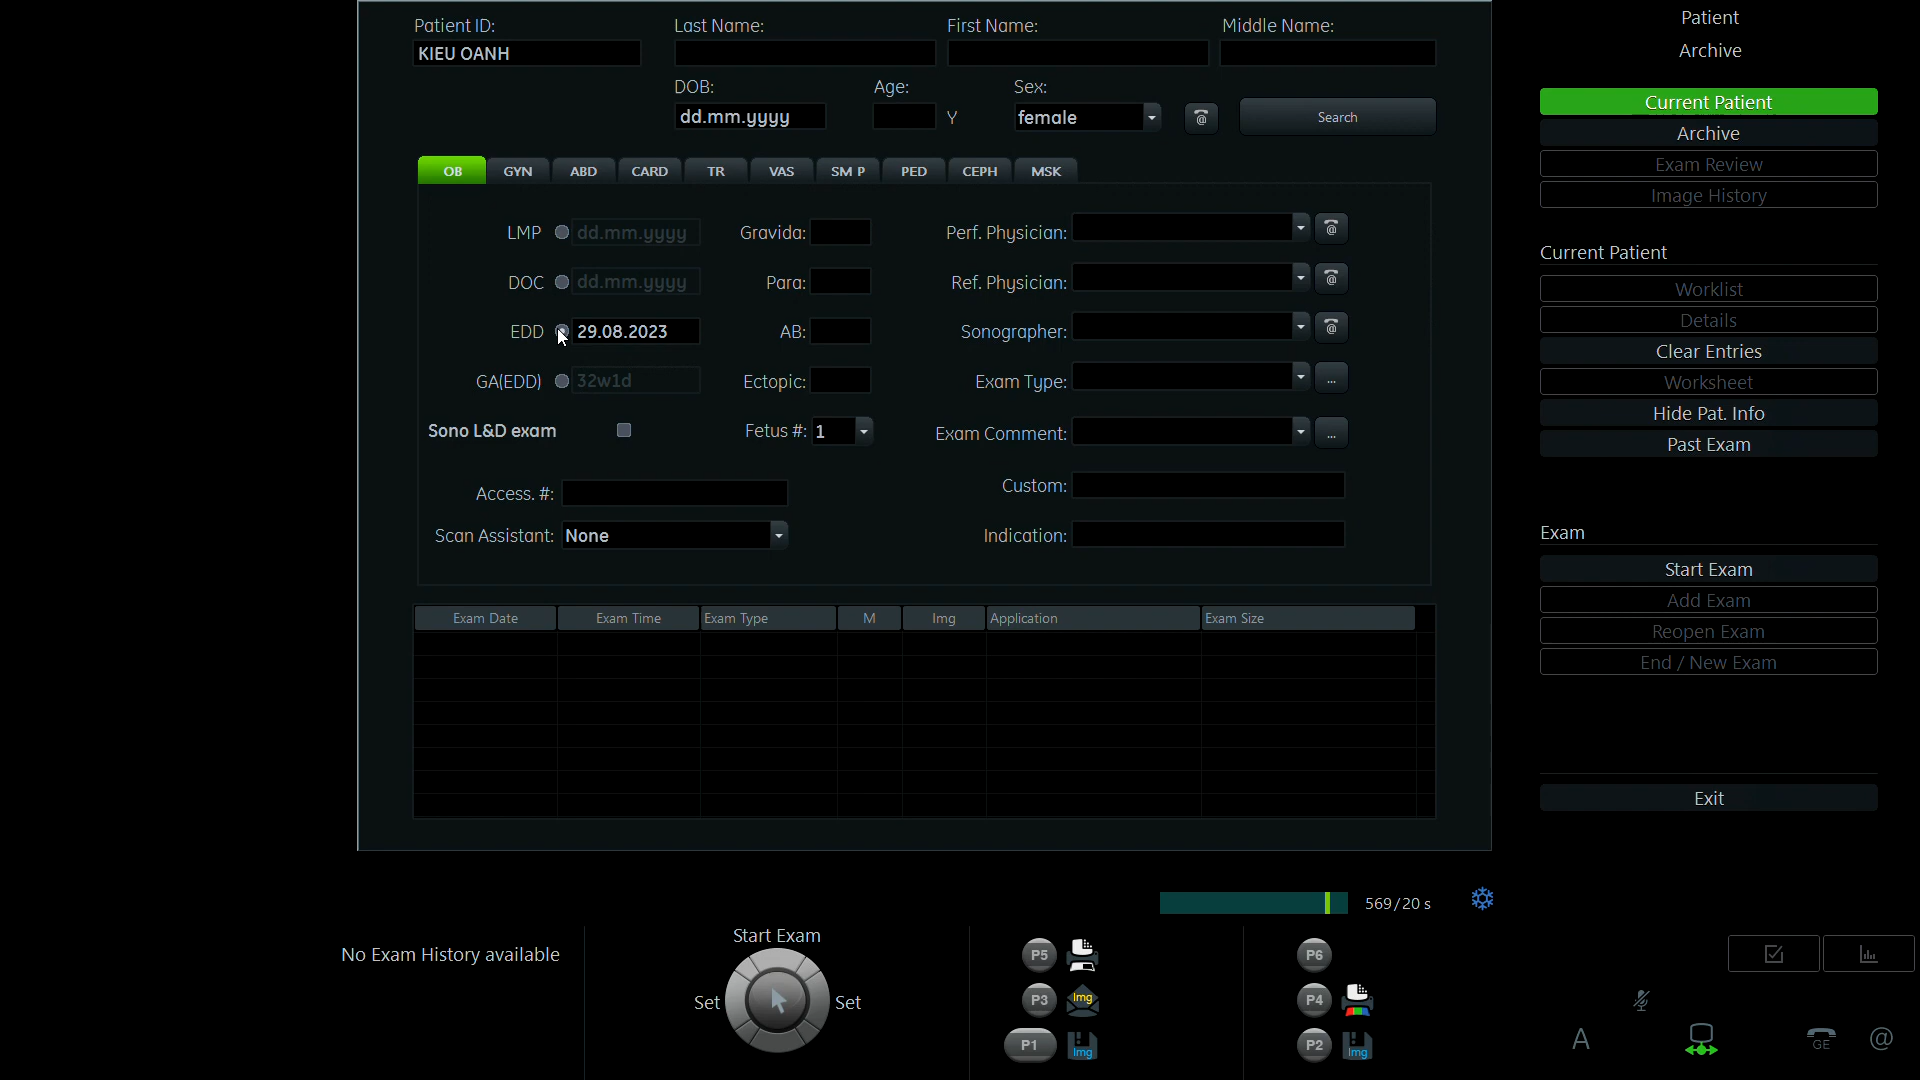 Patient ID: Last Name: First Name: Middle Name:
KIEU OANH
DOB: Age: Sex:
dd.mm.yyyy Y female Search
OB GYN ABD CARD TR VAS SM P PED CEPH MSK
LMP dd.mm.yyyy Gravida: Perf. Physician:
DOC dd.mm.yyyy Para: Ref. Physician:
EDD 29.08.2023 AB: Sonographer:
GA(EDD) 32w1d Ectopic: Exam Type: ...
Sono L&D exam Fetus #: 1 Exam Comment: ...
Access. #: Custom:
Scan Assistant: None Indication:
Exam Date Exam Time Exam Type M Img Application Exam Size
Patient
Archive
Current Patient
Archive
Exam Review
Image History
Current Patient
Worklist
Details
Clear Entries
Worksheet
Hide Pat. Info
Past Exam
Exam
Start Exam
Add Exam
Reopen Exam
End / New Exam
Exit
569/20 s
No Exam History available
Start Exam
Set Set
P5 P6
P3 Img P4
P1 Img P2 Img
A GE @